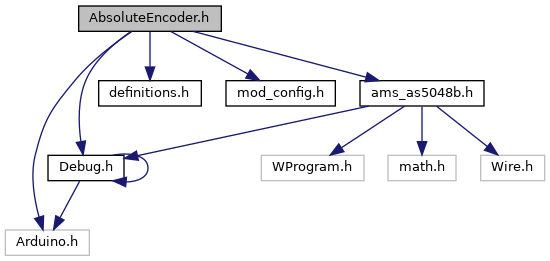 AbsoluteEncoder.h
definitions.h
mod_config.h
ams_as5048b.h
Debug.h
WProgram.h
math.h
Wire.h
Arduino.h